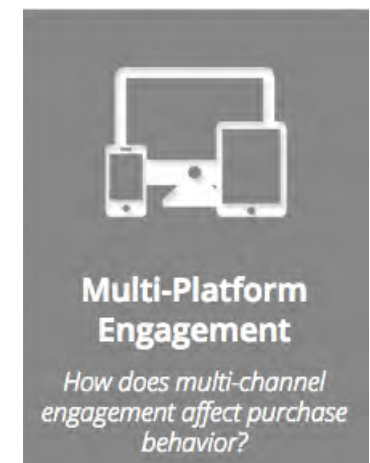 Multi-Platform
Engagement
How does multi-channel
engagement affect purchase
behavior?